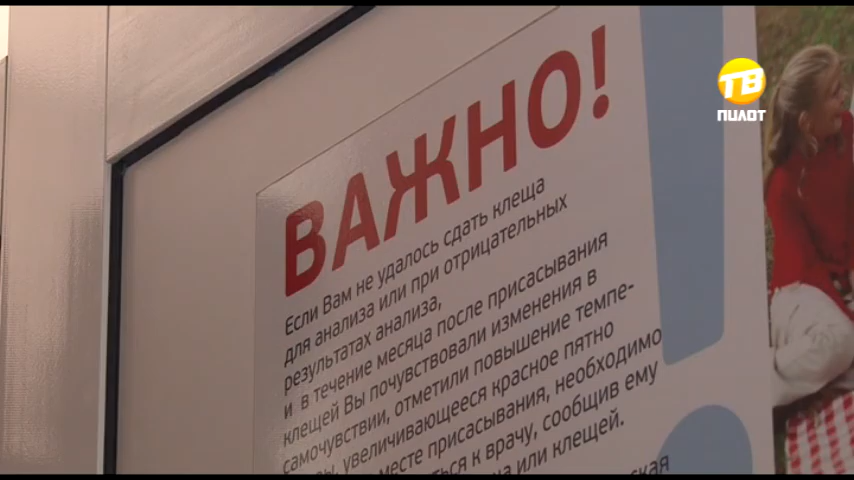 ВАЖНО!
Если Вам не удалось сдать клеща
для анализа или при отрицательных
результатах анализа,
и в течение месяца после присасывания
клещей Вы почувствовали изменения в
самочувствии, отметили повышение темпе-
увеличивающееся красное пятно
месте присасывания, необходимо
к врачу, сообщив ему
или клещей.
ТВ
ПИЛОТ